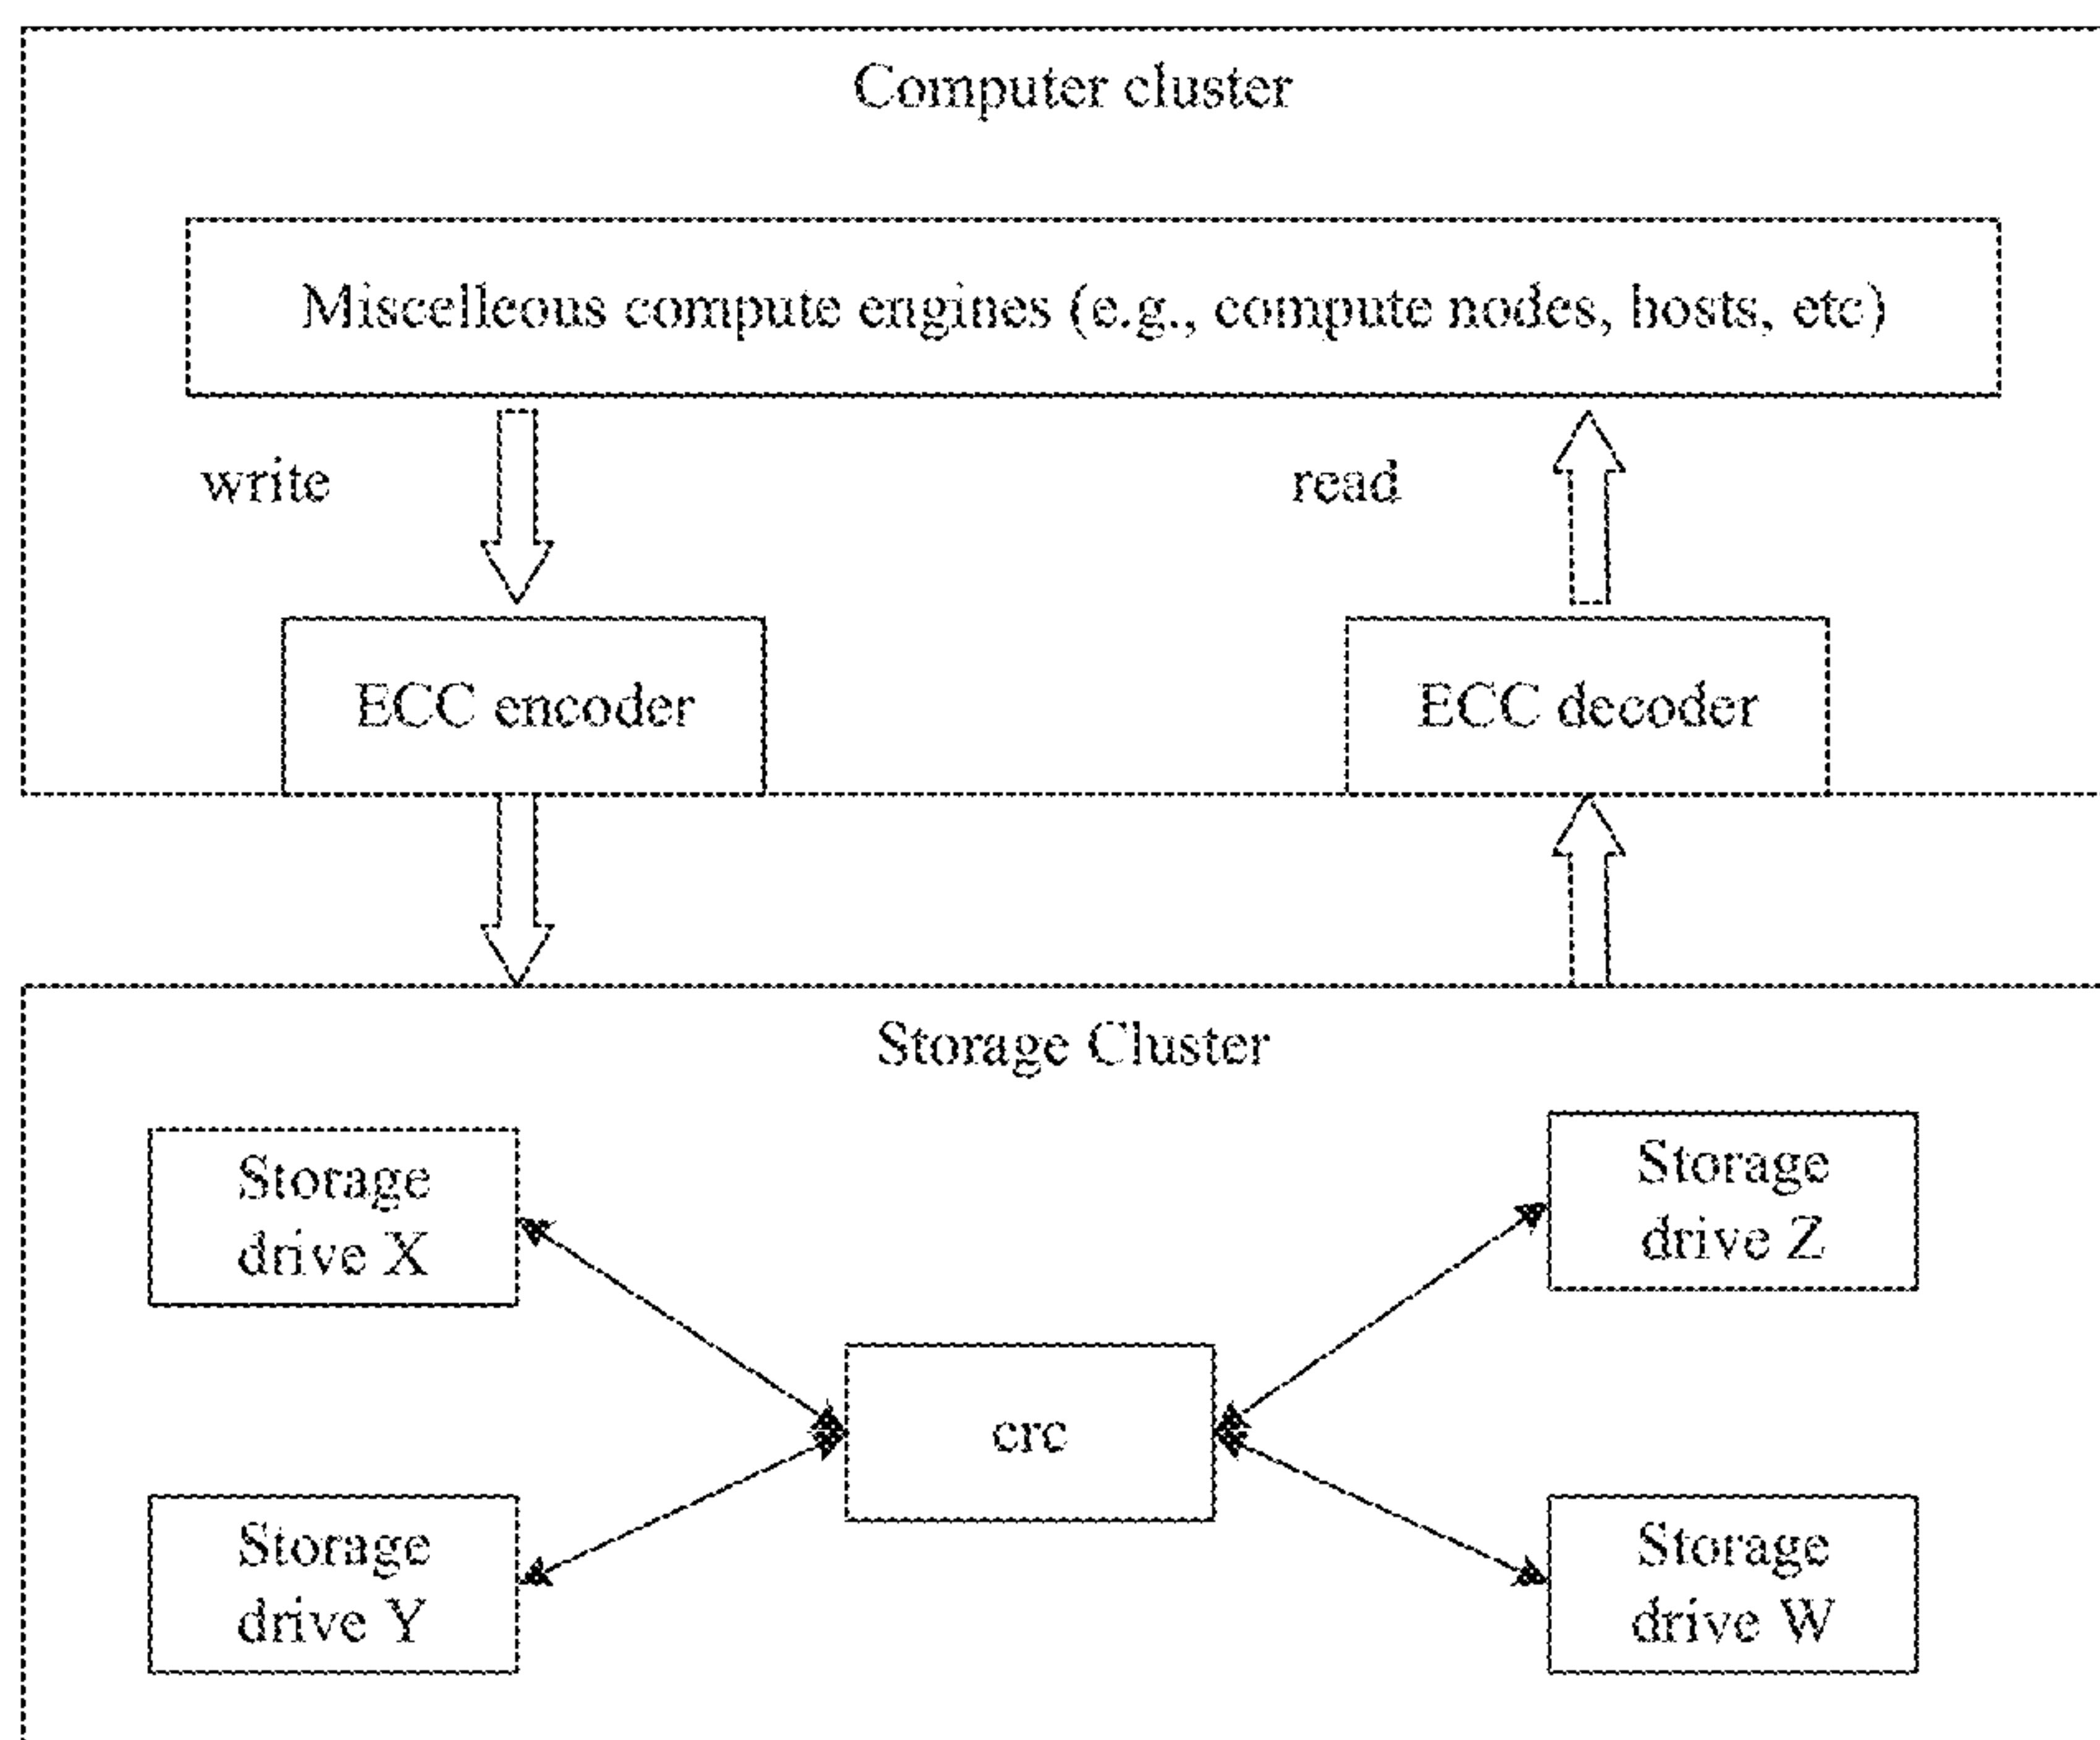 Computer cluster
Miscelleous compute engines (e.g., compute nodes, hosts, etc)
write
read
ECC encoder
ECC decoder
Storage Cluster
Storage
drive X
Storage
drive Z
crc
Storage
drive Y
Storage
drive W